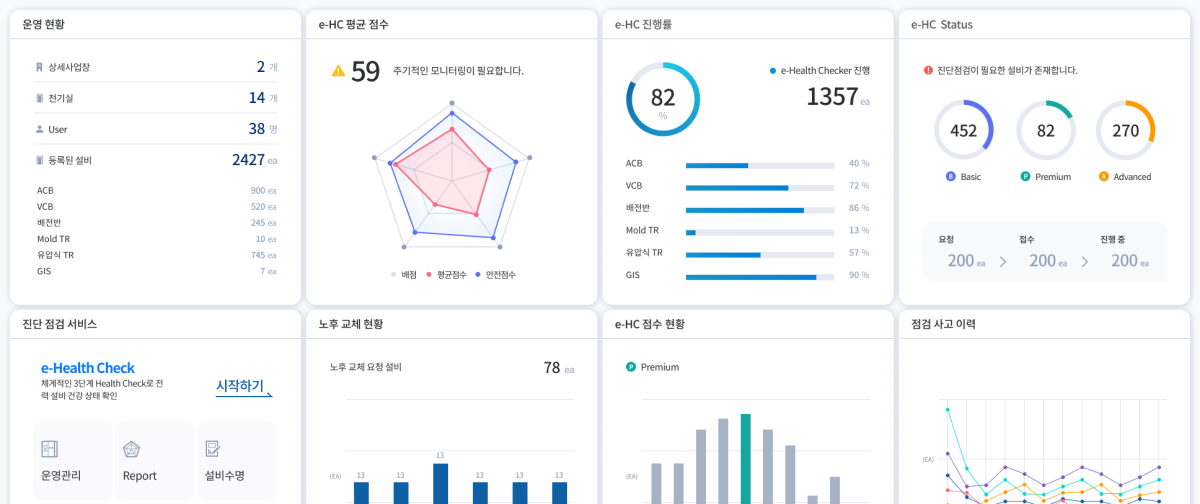 운영 현황
상세사업장 2 개
전기실 14 개
User 38 명
등록된 설비 2427 ea
ACB 900 ea
VCB 520 ea
배전반 245 ea
Mold TR 10 ea
유압식 TR 745 ea
GIS 7 ea
e-HC 평균 점수
59 주기적인 모니터링이 필요합니다.
배점 평균점수 안전점수
e-HC 진행률
82
%
e-Health Checker 진행
1357 ea
ACB 40 %
VCB 72 %
배전반 86 %
Mold TR 13 %
유압식 TR 57 %
GIS 90 %
e-HC Status
진단점검이 필요한 설비가 존재합니다.
452 82 270
B Basic P Premium A Advanced
요청 접수 진행 중
200 ea 200 ea 200 ea
진단 점검 서비스
e-Health Check
체계적인 3단계 Health Check로 전
력 설비 건강 상태 확인
시작하기
운영관리 Report 설비수명
노후 교체 현황
노후 교체 요청 설비 78 ea
(EA) 13 13 13 13 13 13
e-HC 점수 현황
P Premium
(EA)
점검 사고 이력
(EA)